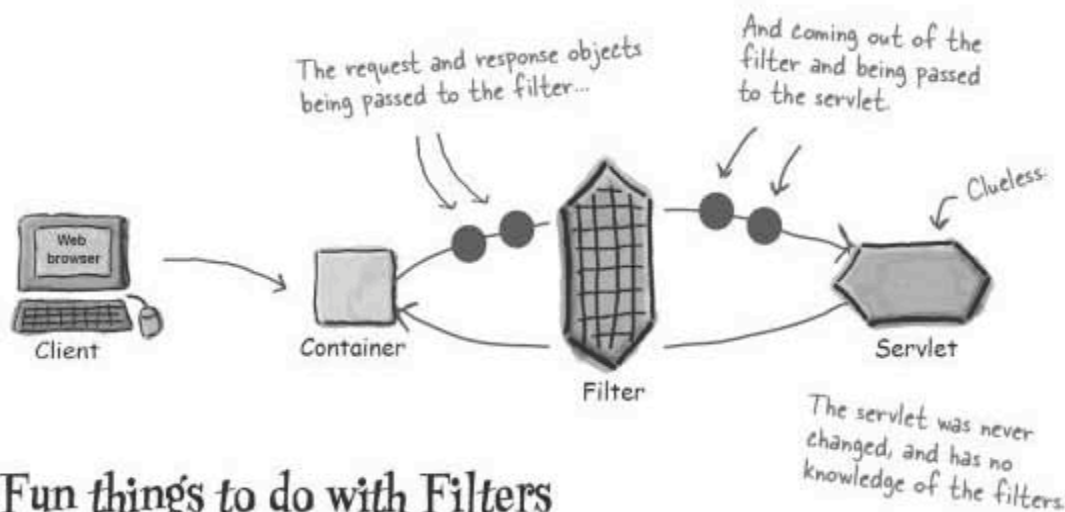 The request and response objects
being passed to the filter...
And coming out of the
filter and being passed
to the servlet.
Clueless.
Web
browser
Client
Container
Filter
Servlet
The servlet was never
changed, and has no
knowledge of the filters.
Fun things to do with Filters